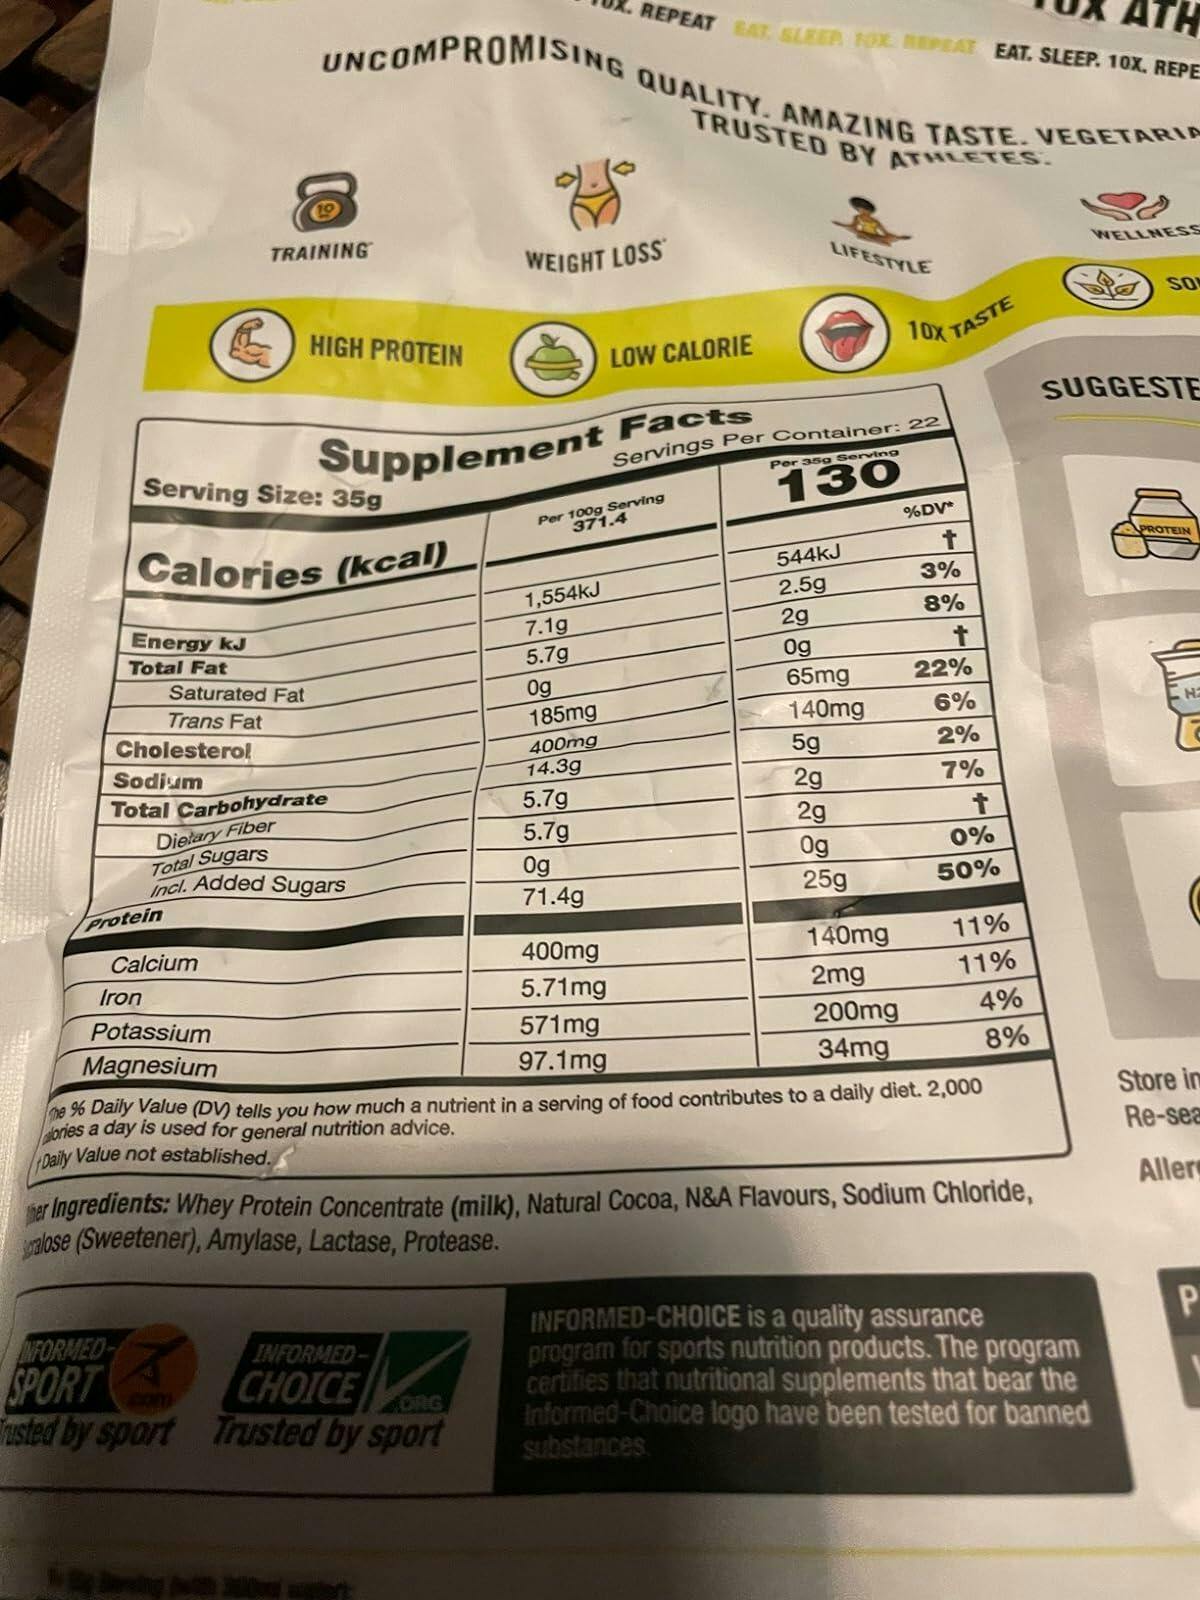 10X. REPEAT EAT. SLEEP. 10X. REPEAT EAT. SLEEP. 10X. REPE
10X ATH
UNCOMPROMISING QUALITY. AMAZING TASTE. VEGETARIA
TRUSTED BY ATHLETES.
10
TRAINING
WEIGHT LOSS
LIFESTYLE
WELLNESS
HIGH PROTEIN
LOW CALORIE
10X TASTE
SO
Supplement Facts
Servings Per Container: 22
Serving Size: 35g
Per 100g Serving Per 35g Serving
Calories (kcal) 371.4 130
%DV*
Energy kJ 1,554kJ 544kJ †
Total Fat 7.1g 2.5g 3%
Saturated Fat 5.7g 2g 8%
Trans Fat 0g 0g †
Cholesterol 185mg 65mg 22%
Sodium 400mg 140mg 6%
Total Carbohydrate 14.3g 5g 2%
Dietary Fiber 5.7g 2g 7%
Total Sugars 5.7g 2g †
Incl. Added Sugars 0g 0g 0%
Protein 71.4g 25g 50%
Calcium 400mg 140mg 11%
Iron 5.71mg 2mg 11%
Potassium 571mg 200mg 4%
Magnesium 97.1mg 34mg 8%
The % Daily Value (DV) tells you how much a nutrient in a serving of food contributes to a daily diet. 2,000
alories a day is used for general nutrition advice.
† Daily Value not established.
ther Ingredients: Whey Protein Concentrate (milk), Natural Cocoa, N&A Flavours, Sodium Chloride,
cralose (Sweetener), Amylase, Lactase, Protease.
INFORMED-
SPORT
.com
Trusted by sport
INFORMED-
CHOICE
.ORG
Trusted by sport
INFORMED-CHOICE is a quality assurance
program for sports nutrition products. The program
certifies that nutritional supplements that bear the
Informed-Choice logo have been tested for banned
substances.
SUGGESTE
PROTEIN
H2
Store in
Re-sea
Aller
P